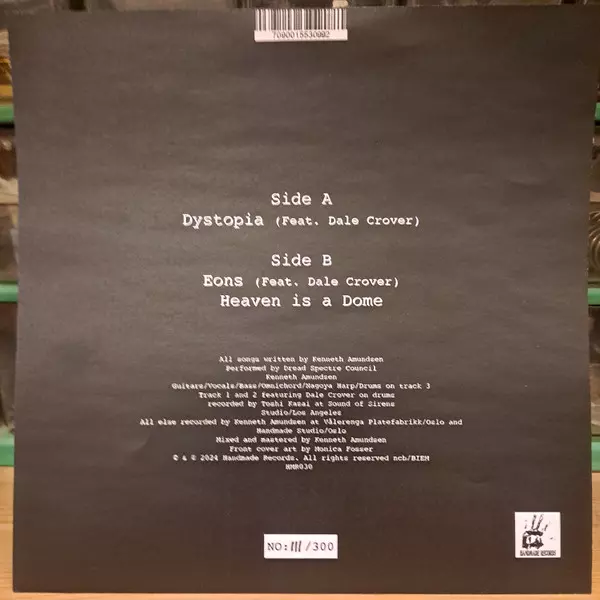 7090015530992
Side A
Dystopia (Feat. Dale Crover)
Side B
Eons (Feat. Dale Crover)
Heaven is a Dome
All songs written by Kenneth Amundsen
Performed by Dread Spectre Council
Kenneth Amundsen
Guitars/Vocals/Bass/Omnichord/Nagoya Harp/Drums on track 3
Track 1 and 2 featuring Dale Crover on drums
recorded by Toshi Kasai at Sound of Sirens
Studio/Los Angeles
All else recorded by Kenneth Amundsen at Vålerenga Platefabrikk/Oslo and
Handmade Studio/Oslo
Mixed and mastered by Kenneth Amundsen
Front cover art by Monica Fosser
© & ℗ 2024 Handmade Records. All rights reserved ncb/BIEM
HMR030
NO: /300
HANDMADE RECORDS